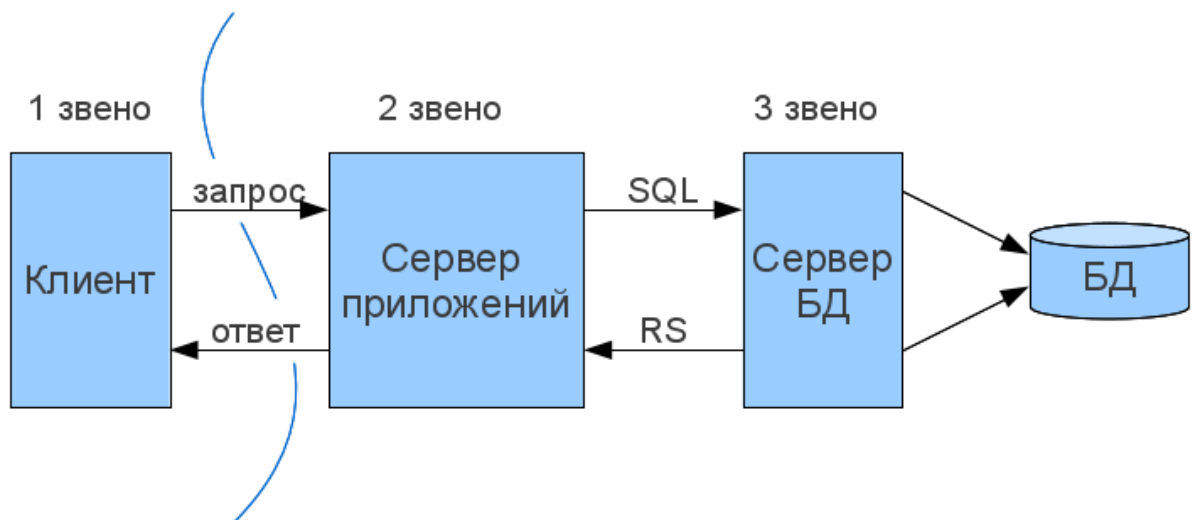 1 звено
2 звено
3 звено
запрос
SQL
Клиент
Сервер
приложений
Сервер
БД
БД
ответ
RS